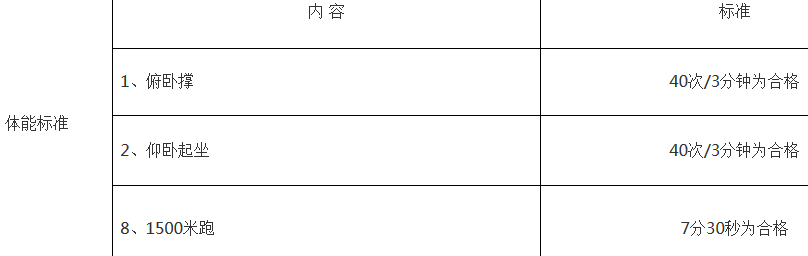 内 容
标准
体能标准
1、俯卧撑
40次/3分钟为合格
2、仰卧起坐
40次/3分钟为合格
8、1500米跑
7分30秒为合格